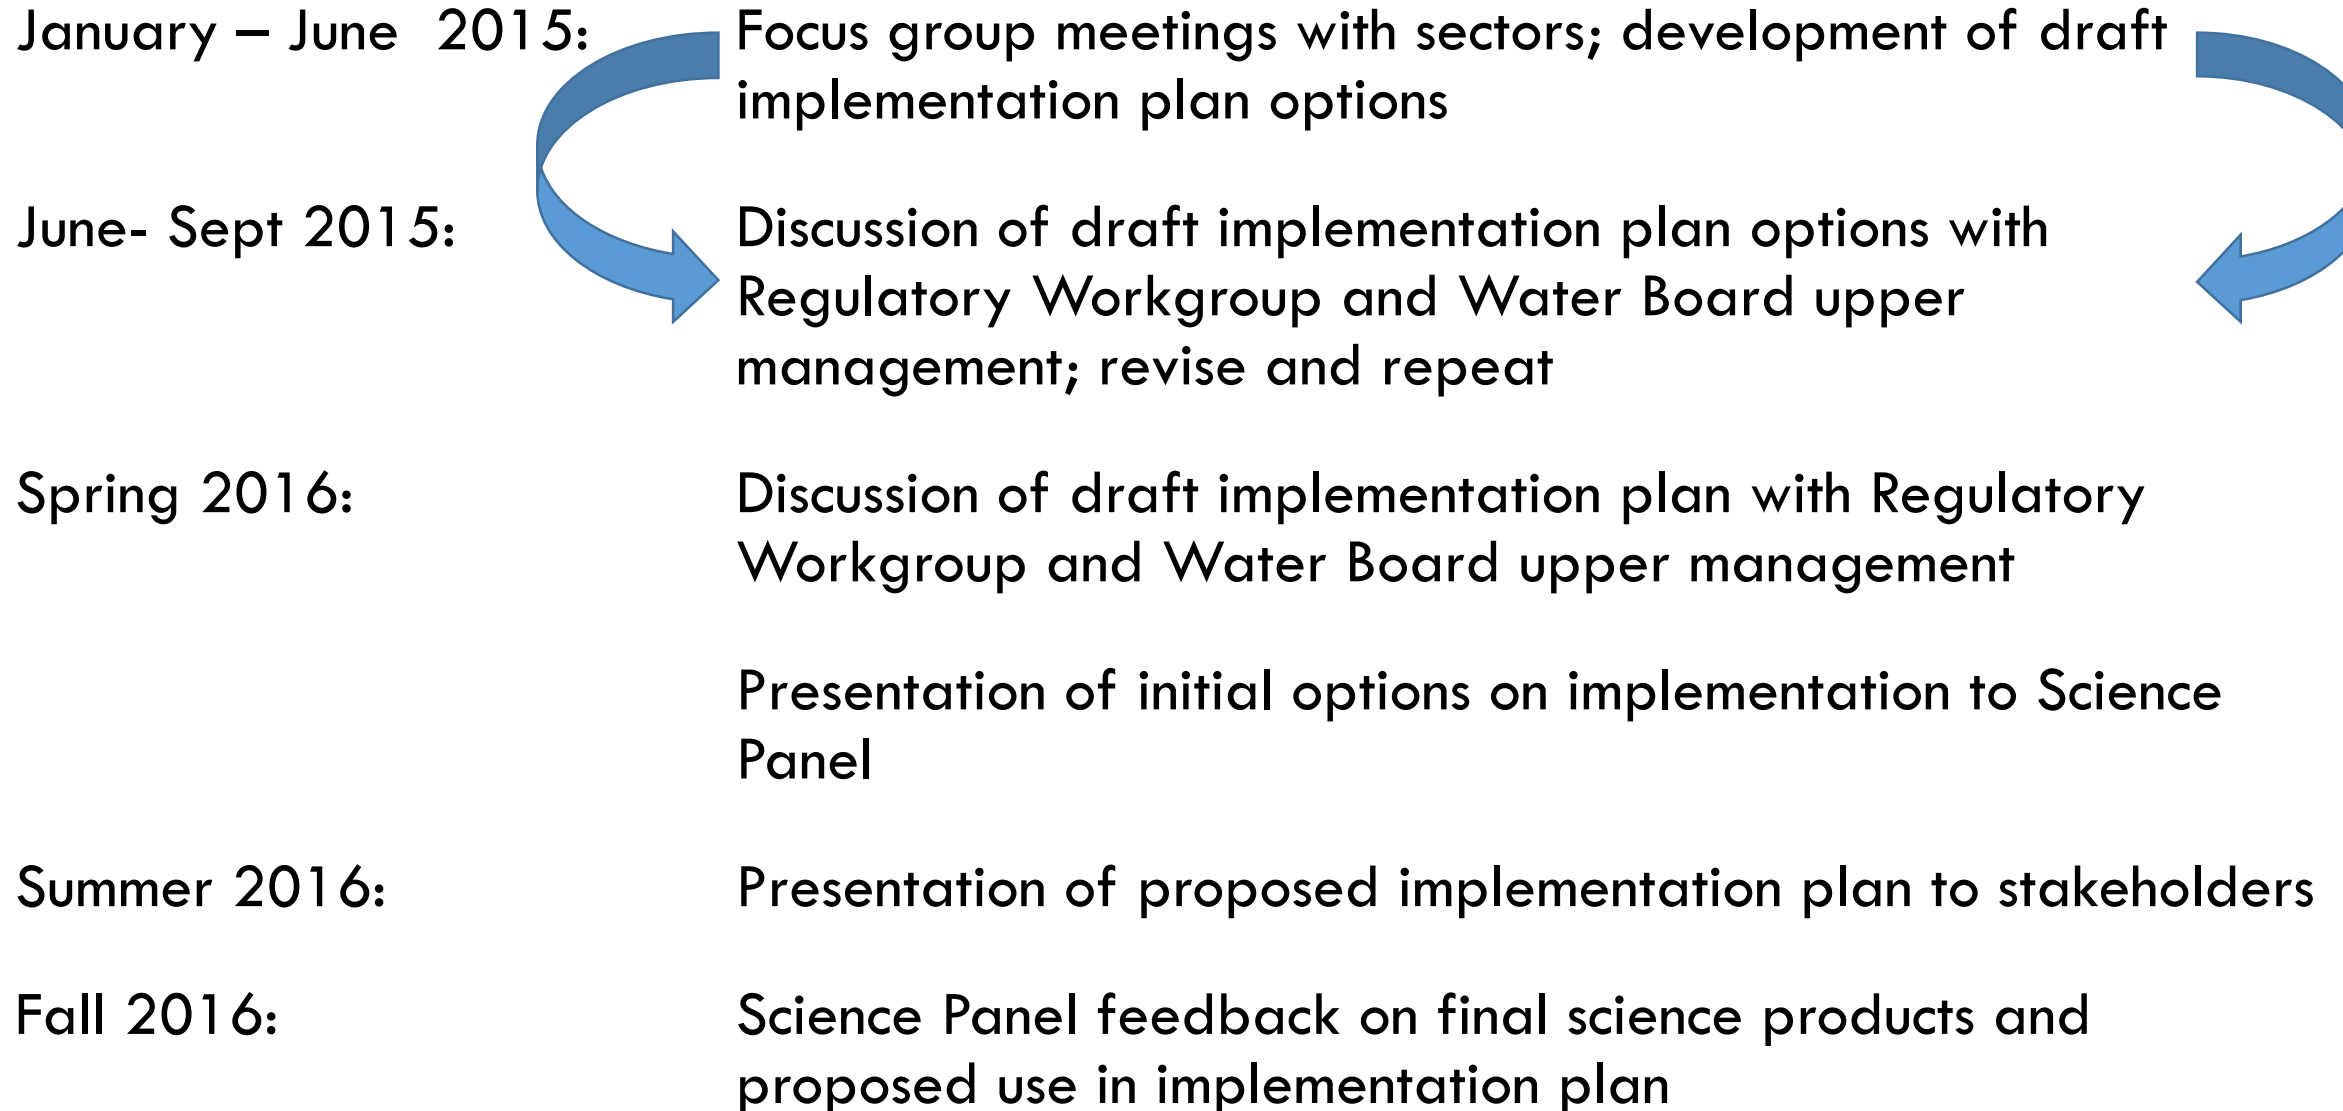 January – June 2015: Focus group meetings with sectors; development of draft
implementation plan options
June- Sept 2015: Discussion of draft implementation plan options with
Regulatory Workgroup and Water Board upper
management; revise and repeat
Spring 2016: Discussion of draft implementation plan with Regulatory
Workgroup and Water Board upper management
Presentation of initial options on implementation to Science
Panel
Summer 2016: Presentation of proposed implementation plan to stakeholders
Fall 2016: Science Panel feedback on final science products and
proposed use in implementation plan